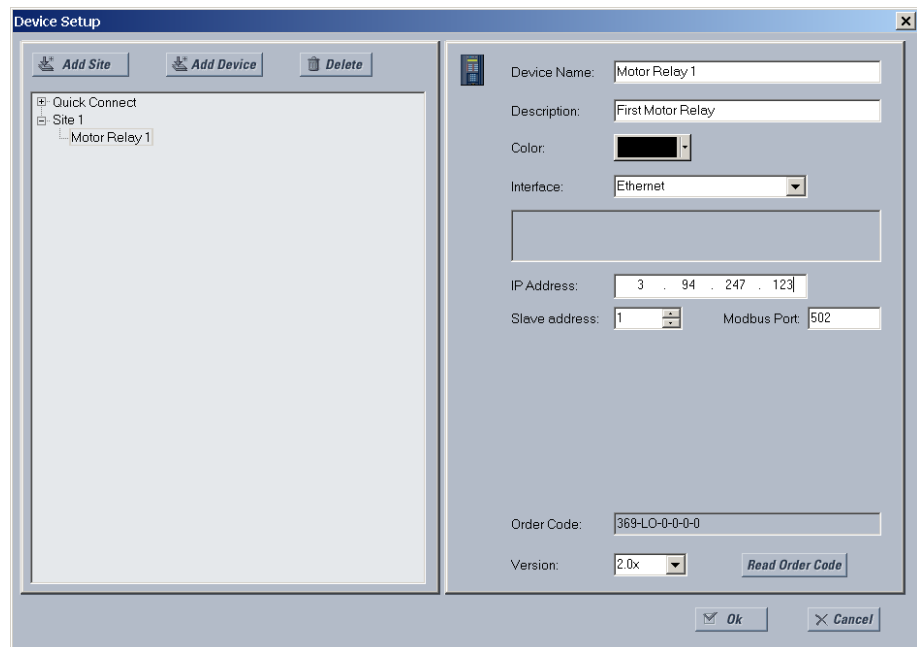 Device Setup
Add Site Add Device Delete
Quick Connect
Site 1
Motor Relay 1
Device Name: Motor Relay 1
Description: First Motor Relay
Color:
Interface: Ethernet
IP Address: 3 . 94 . 247 . 123
Slave address: 1 Modbus Port: 502
Order Code: 369-LO-0-0-0-0
Version: 2.0x Read Order Code
Ok Cancel